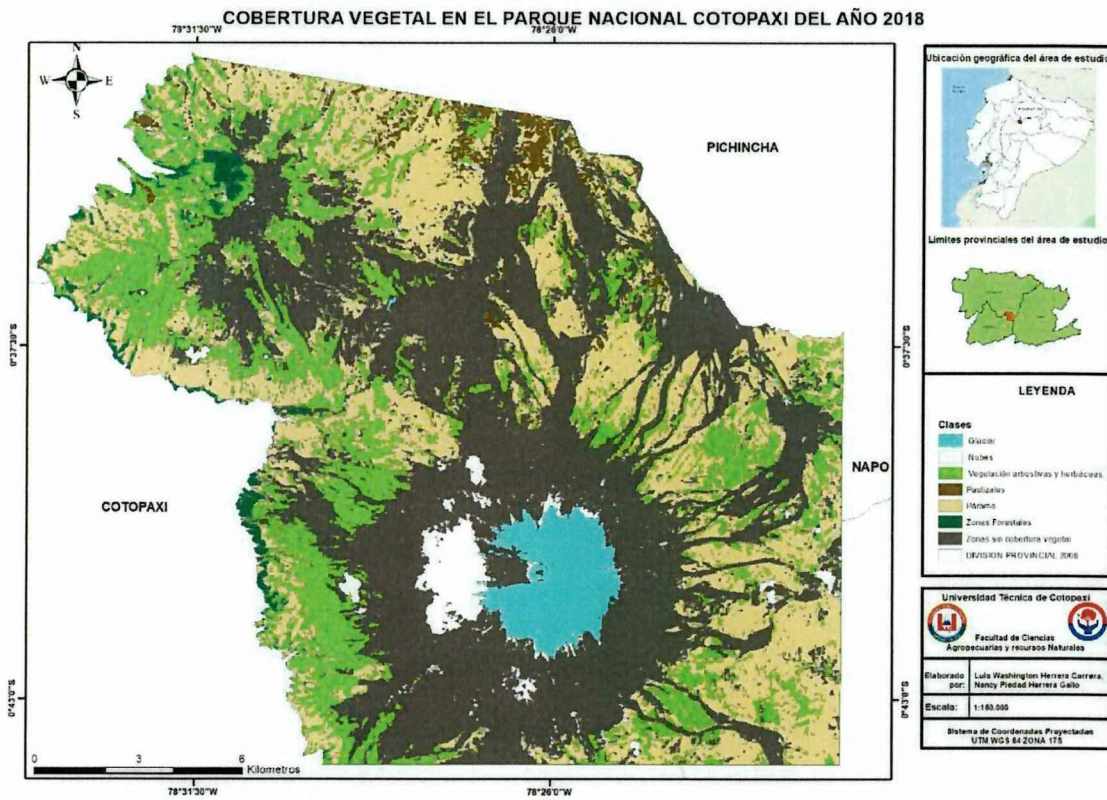 COBERTURA VEGETAL EN EL PARQUE NACIONAL COTOPAXI DEL AÑO 2018
78°31'30"W
78°26'0"W
N
W
E
S
PICHINCHA
COTOPAXI
NAPO
0°37'30"S
0°37'30"S
0°43'0"S
0°43'0"S
0
3
6
Kilometros
78°31'30"W
78°26'0"W
Ubicación geográfica del área de estudio
Límites provinciales del área de estudio
LEYENDA
Clases
Glaciar
Nubes
Vegetación arbustivas y herbáceas
Pastizales
Páramo
Zonas Forestales
Zonas sin cobertura vegetal
DIVISION PROVINCIAL 2008
Universidad Técnica de Cotopaxi
Facultad de Ciencias
Agropecuarias y recursos Naturales
Elaborado por:
Luis Washington Herrera Carrera,
Nancy Piedad Herrera Gallo
Escala:
Sistema de Coordenadas Proyectadas
UTM WGS 84 ZONA 17S